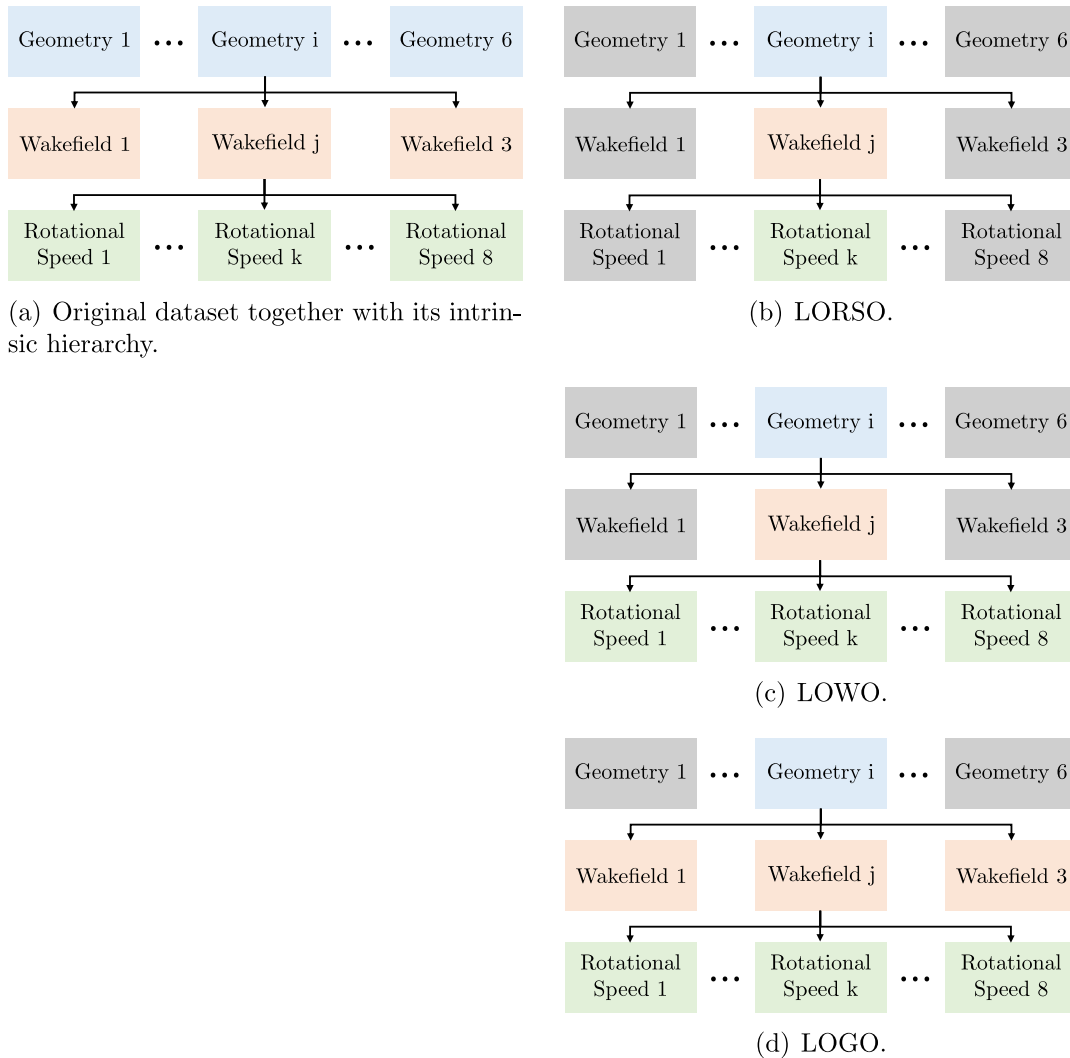 Geometry 1 ... Geometry i ... Geometry 6
Wakefield 1 Wakefield j Wakefield 3
Rotational Speed 1 ... Rotational Speed k ... Rotational Speed 8
(a) Original dataset together with its intrin-
sic hierarchy.
Geometry 1 ... Geometry i ... Geometry 6
Wakefield 1 Wakefield j Wakefield 3
Rotational Speed 1 ... Rotational Speed k ... Rotational Speed 8
(b) LORSO.
Geometry 1 ... Geometry i ... Geometry 6
Wakefield 1 Wakefield j Wakefield 3
Rotational Speed 1 ... Rotational Speed k ... Rotational Speed 8
(c) LOWO.
Geometry 1 ... Geometry i ... Geometry 6
Wakefield 1 Wakefield j Wakefield 3
Rotational Speed 1 ... Rotational Speed k ... Rotational Speed 8
(d) LOGO.